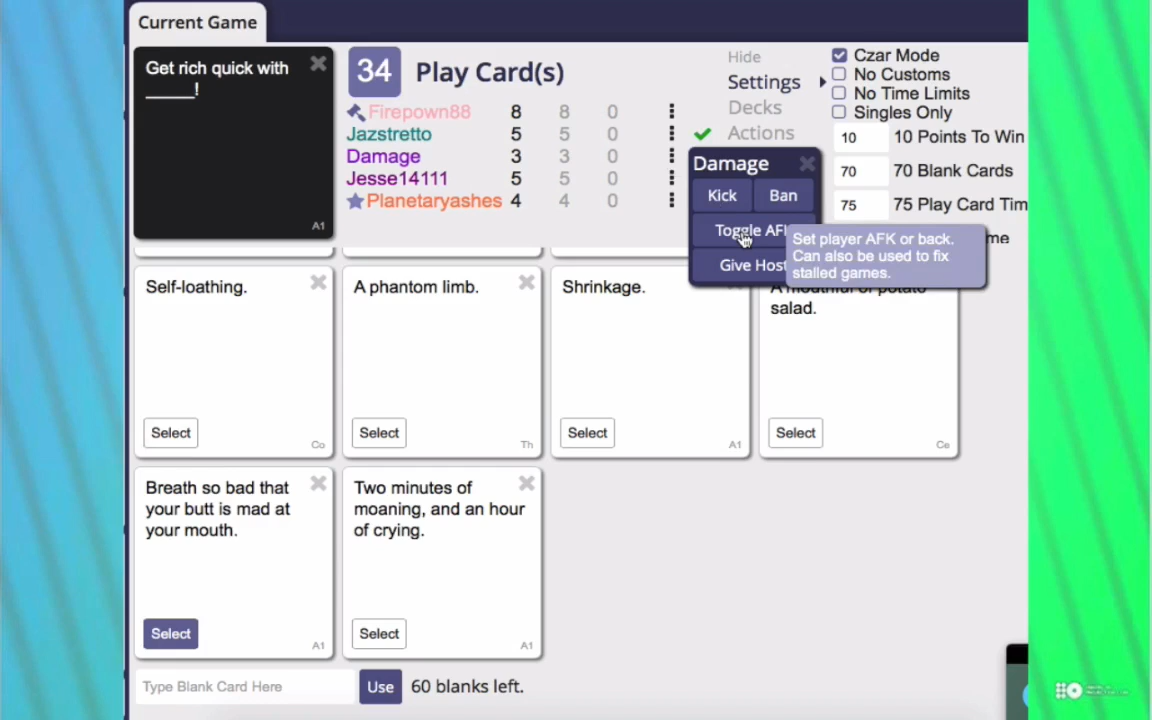 Current Game
Get rich quick with
_____!
A1
34
Play Card(s)
Firepown88 8 8 0
Jazstretto 5 5 0
Damage 3 3 0
Jesse14111 5 5 0
Planetaryashes 4 4 0
Hide
Settings
Decks
Actions
Czar Mode
No Customs
No Time Limits
Singles Only
10 10 Points To Win
70 70 Blank Cards
75 75 Play Card Tim
me
Damage
Kick Ban
Toggle AF
Give Host
Set player AFK or back.
Can also be used to fix
stalled games.
Self-loathing.
Select
Co
A phantom limb.
Select
Th
Shrinkage.
Select
A1
A mouthful of potato
salad.
Select
Ce
Breath so bad that
your butt is mad at
your mouth.
Select
A1
Two minutes of
moaning, and an hour
of crying.
Select
A1
Type Blank Card Here
Use
60 blanks left.